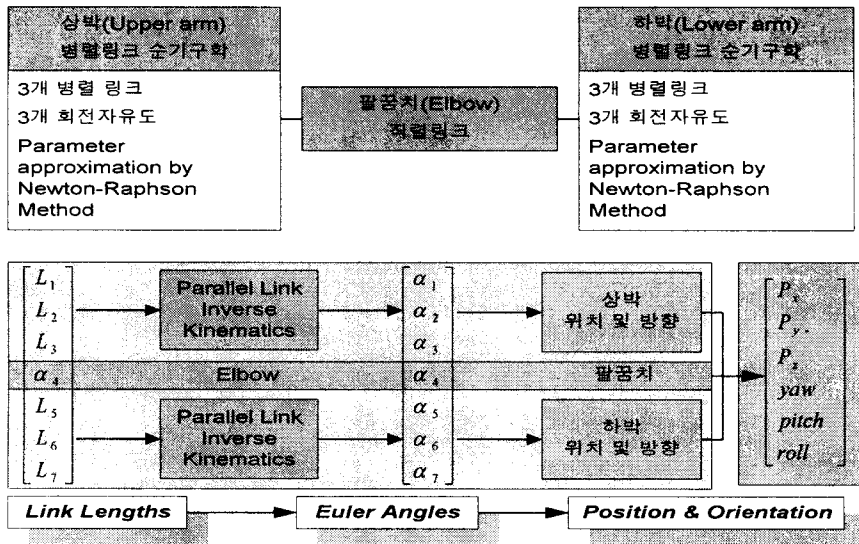 상박(Upper arm)
병렬링크 순기구학
3개 병렬 링크
3개 회전자유도
Parameter
approximation by
Newton-Raphson
Method
팔꿈치(Elbow)
직렬링크
하박(Lower arm)
병렬링크 순기구학
3개 병렬링크
3개 회전자유도
Parameter
approximation by
Newton-Raphson
Method
L₁
L₂
L₃
α₄
L₅
L₆
L₇
Parallel Link
Inverse
Kinematics
Elbow
Parallel Link
Inverse
Kinematics
α₁
α₂
α₃
α₄
α₅
α₆
α₇
상박
위치 및 방향
팔꿈치
하박
위치 및 방향
Pₓ
P_y
P_z
yaw
pitch
roll
Link Lengths
Euler Angles
Position & Orientation